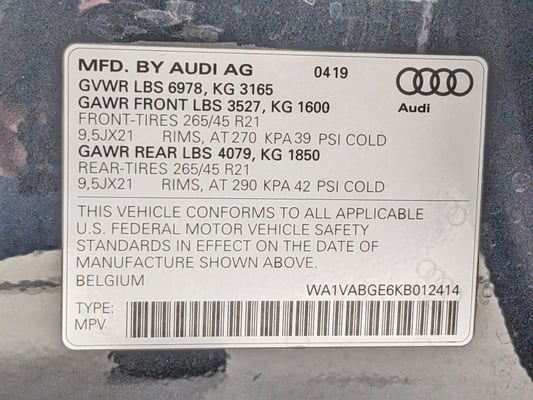 MFD. BY AUDI AG 0419
GVWR LBS 6978, KG 3165
GAWR FRONT LBS 3527, KG 1600
Audi
FRONT-TIRES 265/45 R21
9,5JX21 RIMS, AT 270 KPA 39 PSI COLD
GAWR REAR LBS 4079, KG 1850
REAR-TIRES 265/45 R21
9,5JX21 RIMS, AT 290 KPA 42 PSI COLD
THIS VEHICLE CONFORMS TO ALL APPLICABLE
U.S. FEDERAL MOTOR VEHICLE SAFETY
STANDARDS IN EFFECT ON THE DATE OF
MANUFACTURE SHOWN ABOVE.
BELGIUM
WA1VABGE6KB012414
TYPE:
MPV